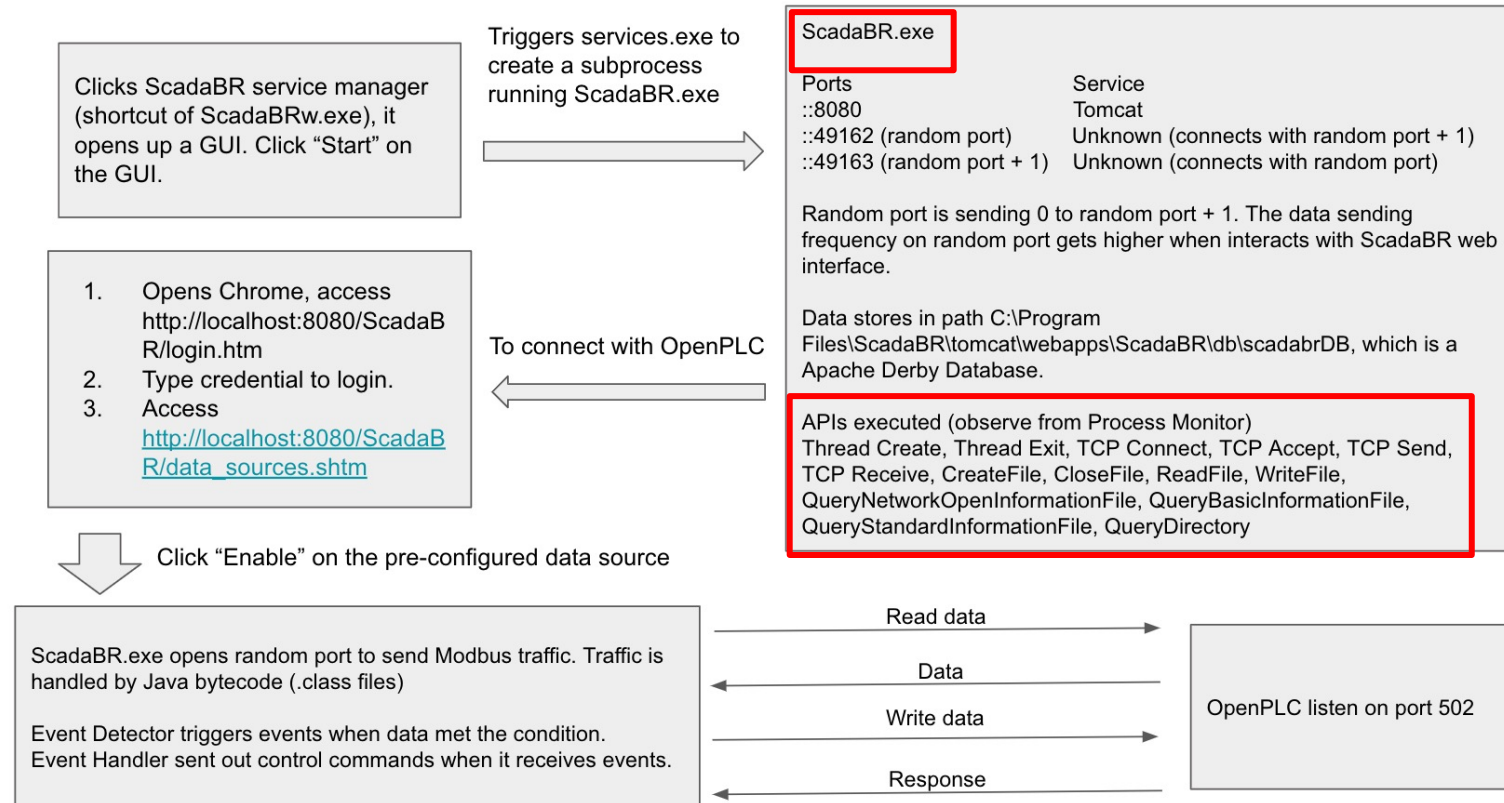 Clicks ScadaBR service manager
(shortcut of ScadaBRw.exe), it
opens up a GUI. Click “Start” on
the GUI.
Triggers services.exe to
create a subprocess
running ScadaBR.exe
ScadaBR.exe
Ports Service
::8080 Tomcat
::49162 (random port) Unknown (connects with random port + 1)
::49163 (random port + 1) Unknown (connects with random port)
Random port is sending 0 to random port + 1. The data sending
frequency on random port gets higher when interacts with ScadaBR web
interface.
Data stores in path C:\Program
Files\ScadaBR\tomcat\webapps\ScadaBR\db\scadabrDB, which is a
Apache Derby Database.
APIs executed (observe from Process Monitor)
Thread Create, Thread Exit, TCP Connect, TCP Accept, TCP Send,
TCP Receive, CreateFile, CloseFile, ReadFile, WriteFile,
QueryNetworkOpenInformationFile, QueryBasicInformationFile,
QueryStandardInformationFile, QueryDirectory
To connect with OpenPLC
1. Opens Chrome, access
http://localhost:8080/ScadaB
R/login.htm
2. Type credential to login.
3. Access
http://localhost:8080/ScadaB
R/data_sources.shtm
Click “Enable” on the pre-configured data source
ScadaBR.exe opens random port to send Modbus traffic. Traffic is
handled by Java bytecode (.class files)
Event Detector triggers events when data met the condition.
Event Handler sent out control commands when it receives events.
Read data
Data
Write data
Response
OpenPLC listen on port 502